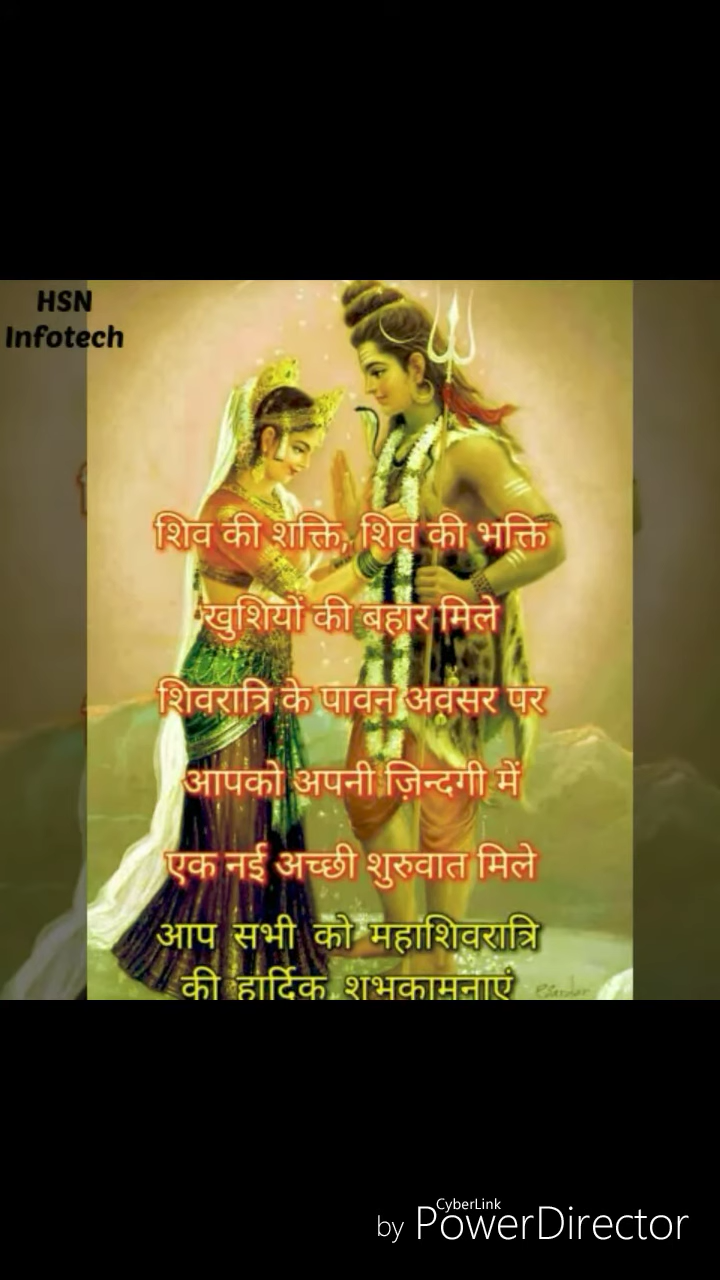 HSN
Infotech
शिव की शक्ति, शिव की भक्ति
खुशियों की बहार मिले
शिवरात्रि के पावन अवसर पर
आपको अपनी ज़िन्दगी में
एक नई अच्छी शुरुवात मिले
आप सभी को महाशिवरात्रि
की हार्दिक शुभकामनाएं
CyberLink
by PowerDirector